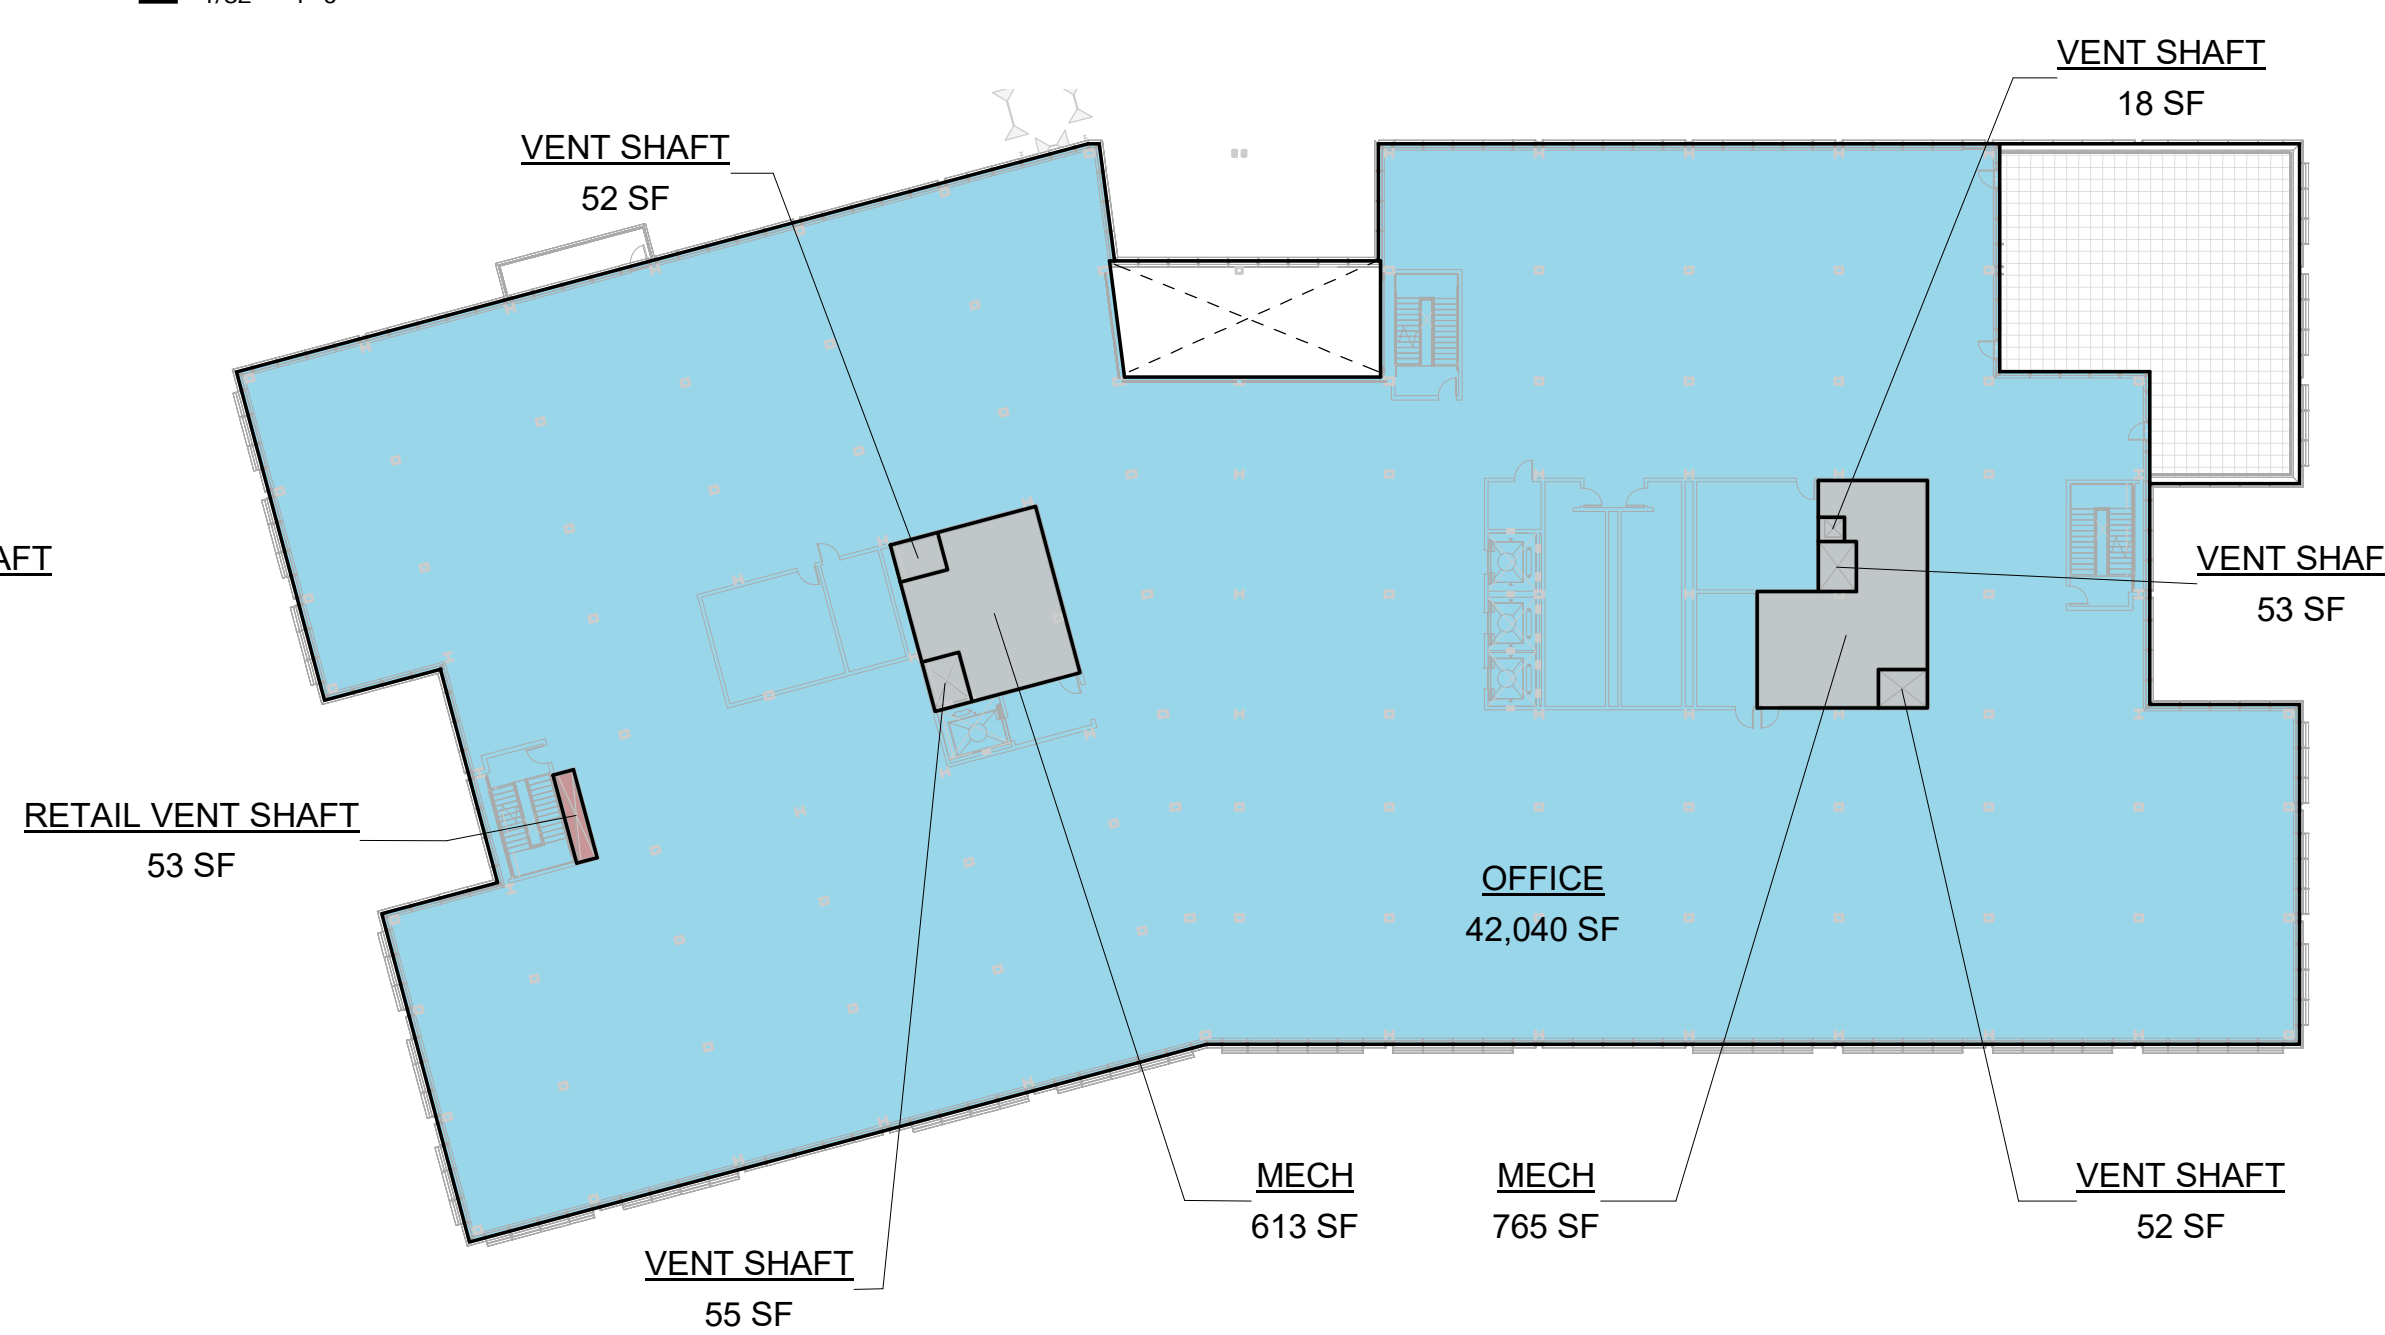 VENT SHAFT
18 SF
VENT SHAFT
52 SF
AFT
VENT SHAF
53 SF
RETAIL VENT SHAFT
53 SF
OFFICE
42,040 SF
MECH
613 SF
MECH
765 SF
VENT SHAFT
52 SF
VENT SHAFT
55 SF